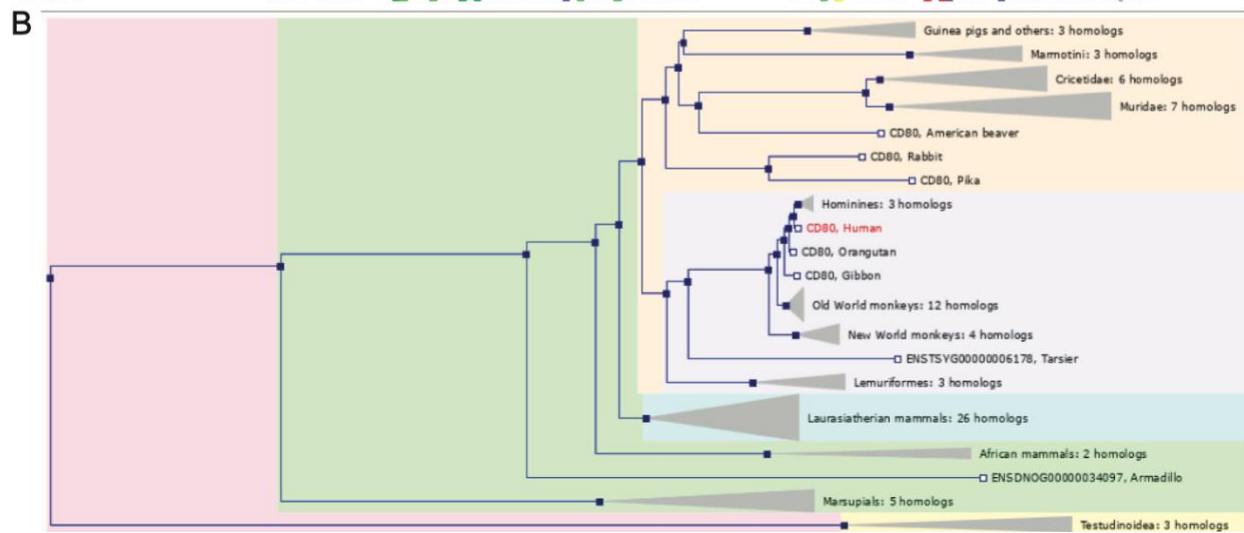 B
Guinea pigs and others: 3 homologs
Marmotini: 3 homologs
Cricetidae: 6 homologs
Muridae: 7 homologs
CD80, American beaver
CD80, Rabbit
CD80, Pika
Hominines: 3 homologs
CD80, Human
CD80, Orangutan
CD80, Gibbon
Old World monkeys: 12 homologs
New World monkeys: 4 homologs
ENSTSYG00000006178, Tarsier
Lemuriformes: 3 homologs
Laurasiatherian mammals: 26 homologs
African mammals: 2 homologs
ENSDNOG00000034097, Armadillo
Marsupials: 5 homologs
Testudinoidea: 3 homologs